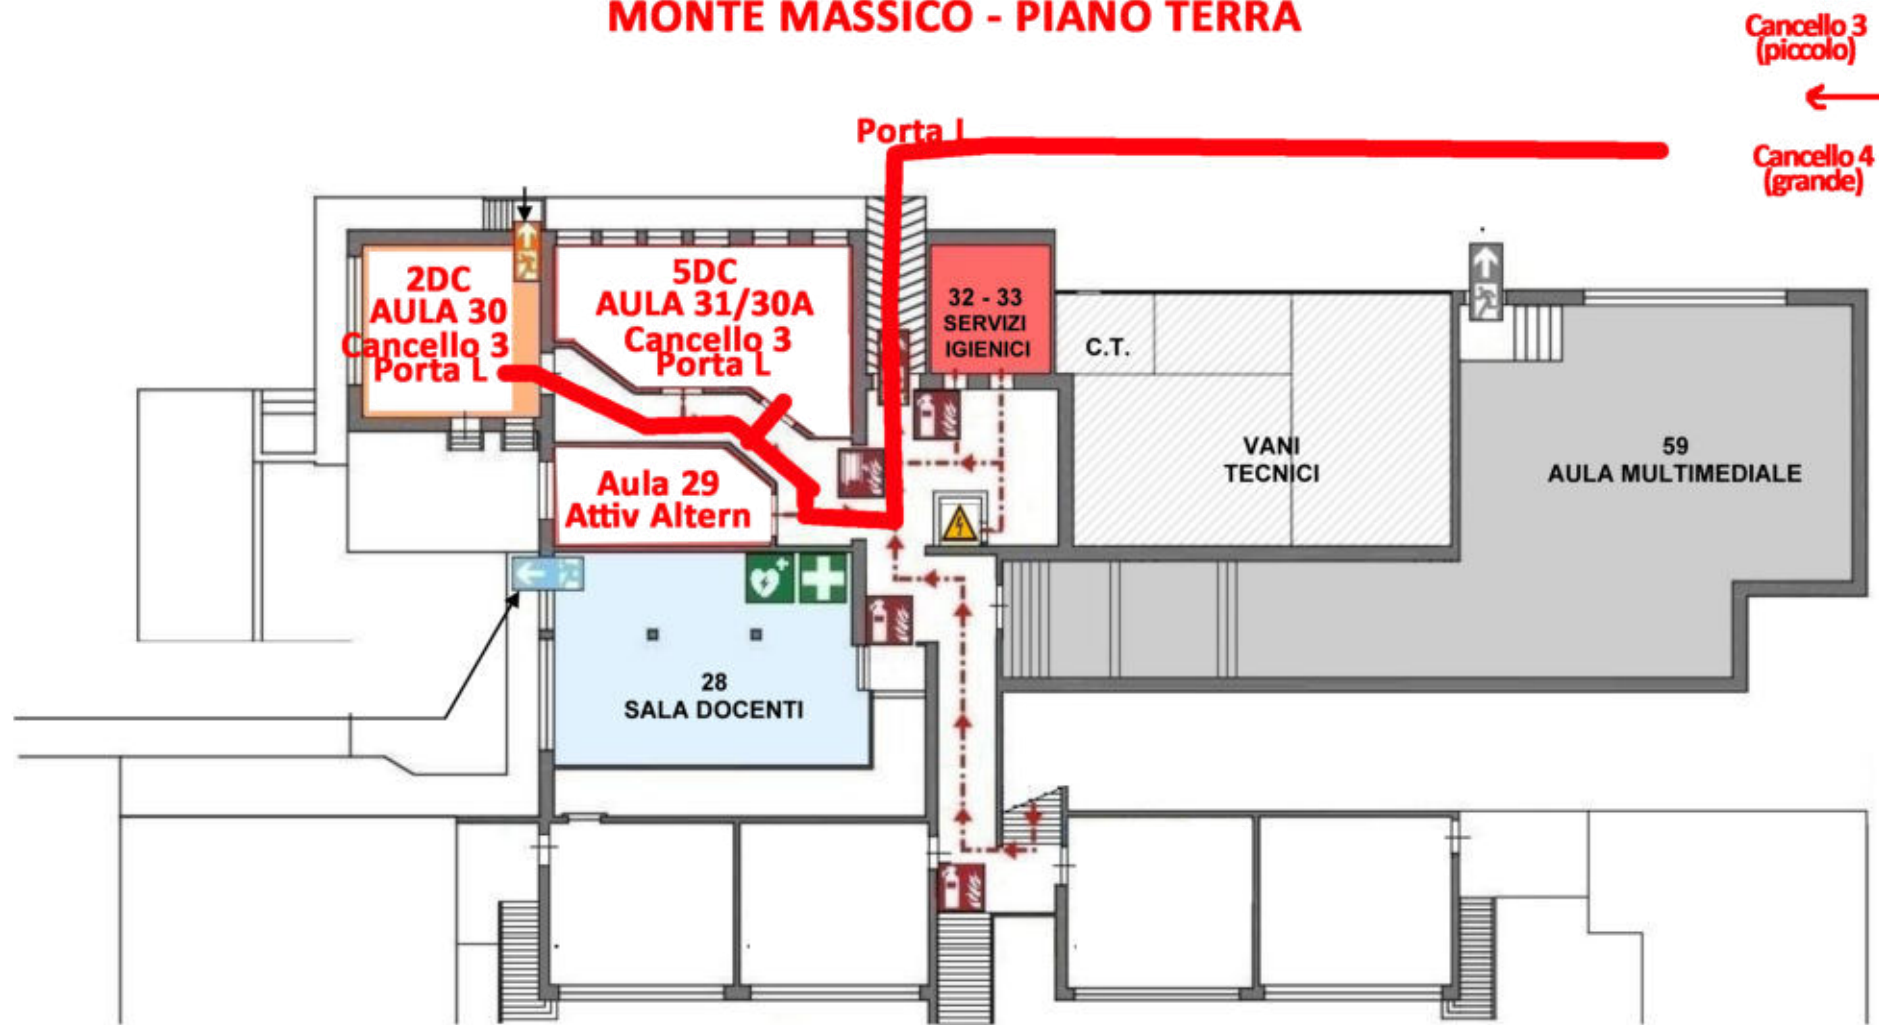 MONTE MASSICO - PIANO TERRA
Cancello 3
(piccolo)
Porta L
Cancello 4
(grande)
2DC
AULA 30
Cancello 3
Porta L
5DC
AULA 31/30A
Cancello 3
Porta L
32 - 33
SERVIZI
IGIENICI
C.T.
VANI
TECNICI
59
AULA MULTIMEDIALE
Aula 29
Attiv Altern
28
SALA DOCENTI